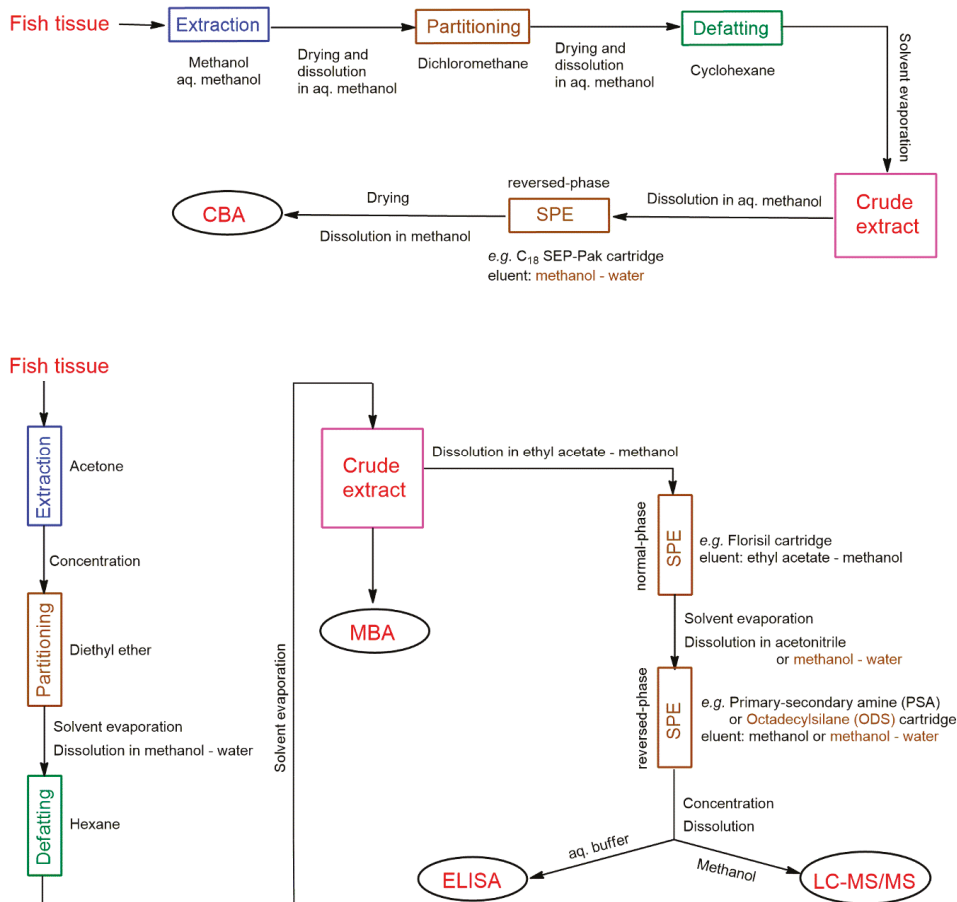 Fish tissue
Extraction
Methanol
aq. methanol
Drying and
dissolution
in aq. methanol
Partitioning
Dichloromethane
Drying and
dissolution
in aq. methanol
Defatting
Cyclohexane
Solvent evaporation
Crude
extract
Dissolution in aq. methanol
reversed-phase
SPE
e.g. C₁₈ SEP-Pak cartridge
eluent: methanol - water
Drying
Dissolution in methanol
CBA
Fish tissue
Extraction
Acetone
Concentration
Partitioning
Diethyl ether
Solvent evaporation
Dissolution in methanol - water
Defatting
Hexane
Solvent evaporation
Crude
extract
MBA
Dissolution in ethyl acetate - methanol
normal-phase
SPE
e.g. Florisil cartridge
eluent: ethyl acetate - methanol
Solvent evaporation
Dissolution in acetonitrile
or methanol - water
reversed-phase
SPE
e.g. Primary-secondary amine (PSA)
or Octadecylsilane (ODS) cartridge
eluent: methanol or methanol - water
Concentration
Dissolution
aq. buffer
ELISA
Methanol
LC-MS/MS